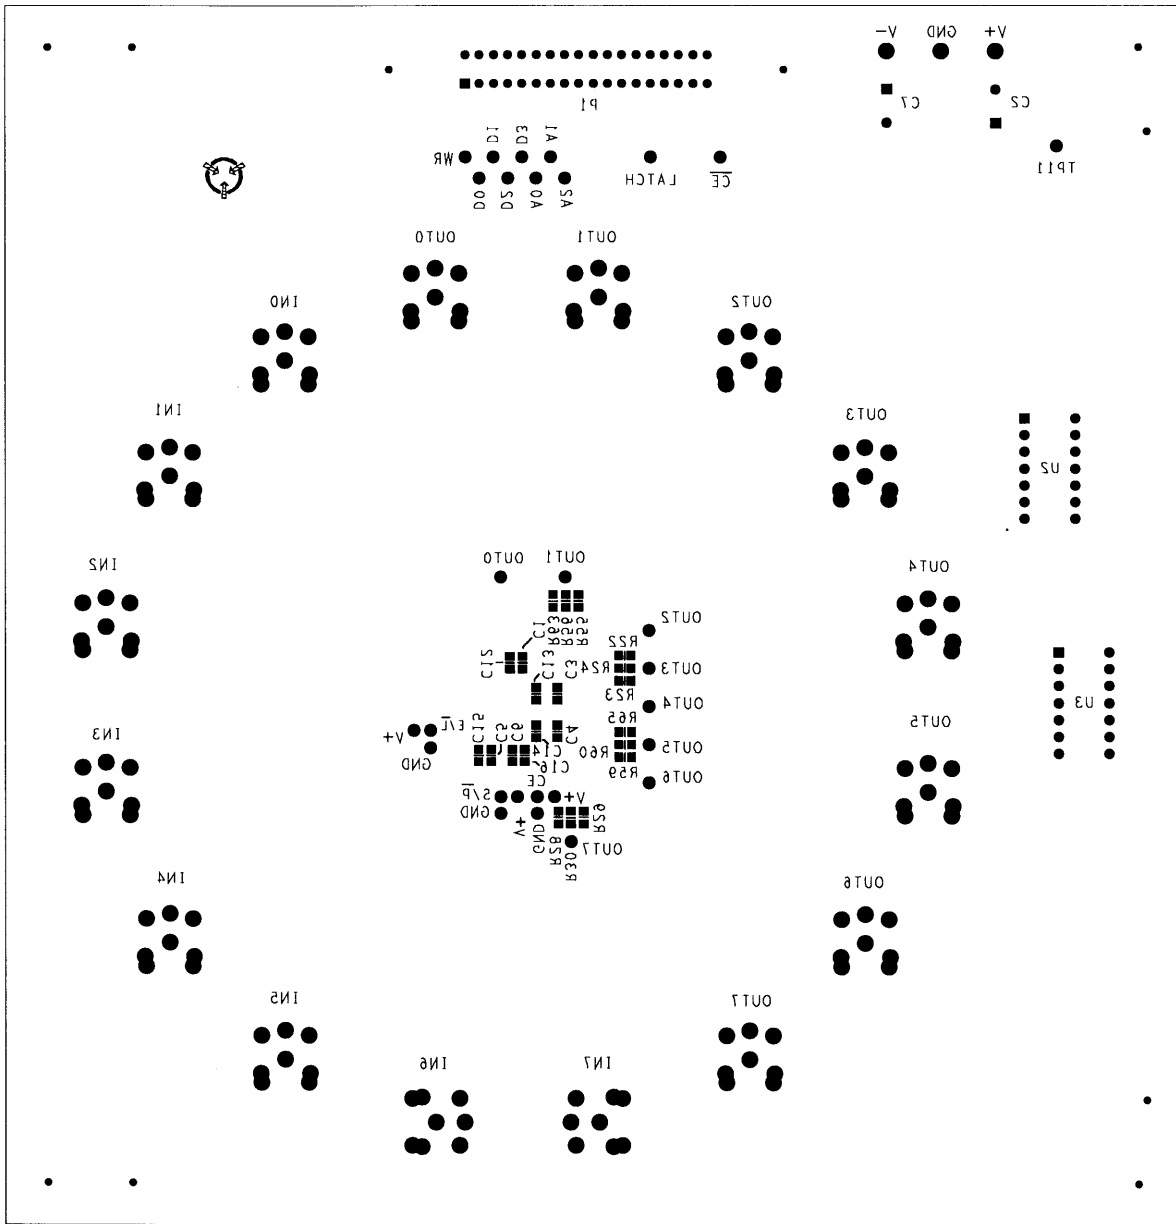 V- GND V+
C7 C2
P1
WR D1 D3 A1
D0 D2 A0 A2
LATCH C̅E̅
TP11
OUT0 OUT1
IN0 OUT2
IN1 OUT3
U2
OUT0 OUT1
IN2 OUT4
R63 R56 R55
OUT2
C1
C12 C13 C3
R22
R24 OUT3
R23
OUT4
U3
IN3 OUT5
V+ E/L̅
GND
C15 C5 C6 C14 C4
C16
R65
R60 OUT5
R59
OUT6
S/P̅ CE V+
GND V+ GND
R28 R30 R29
OUT7
IN4 OUT6
IN5 OUT7
IN6 IN7